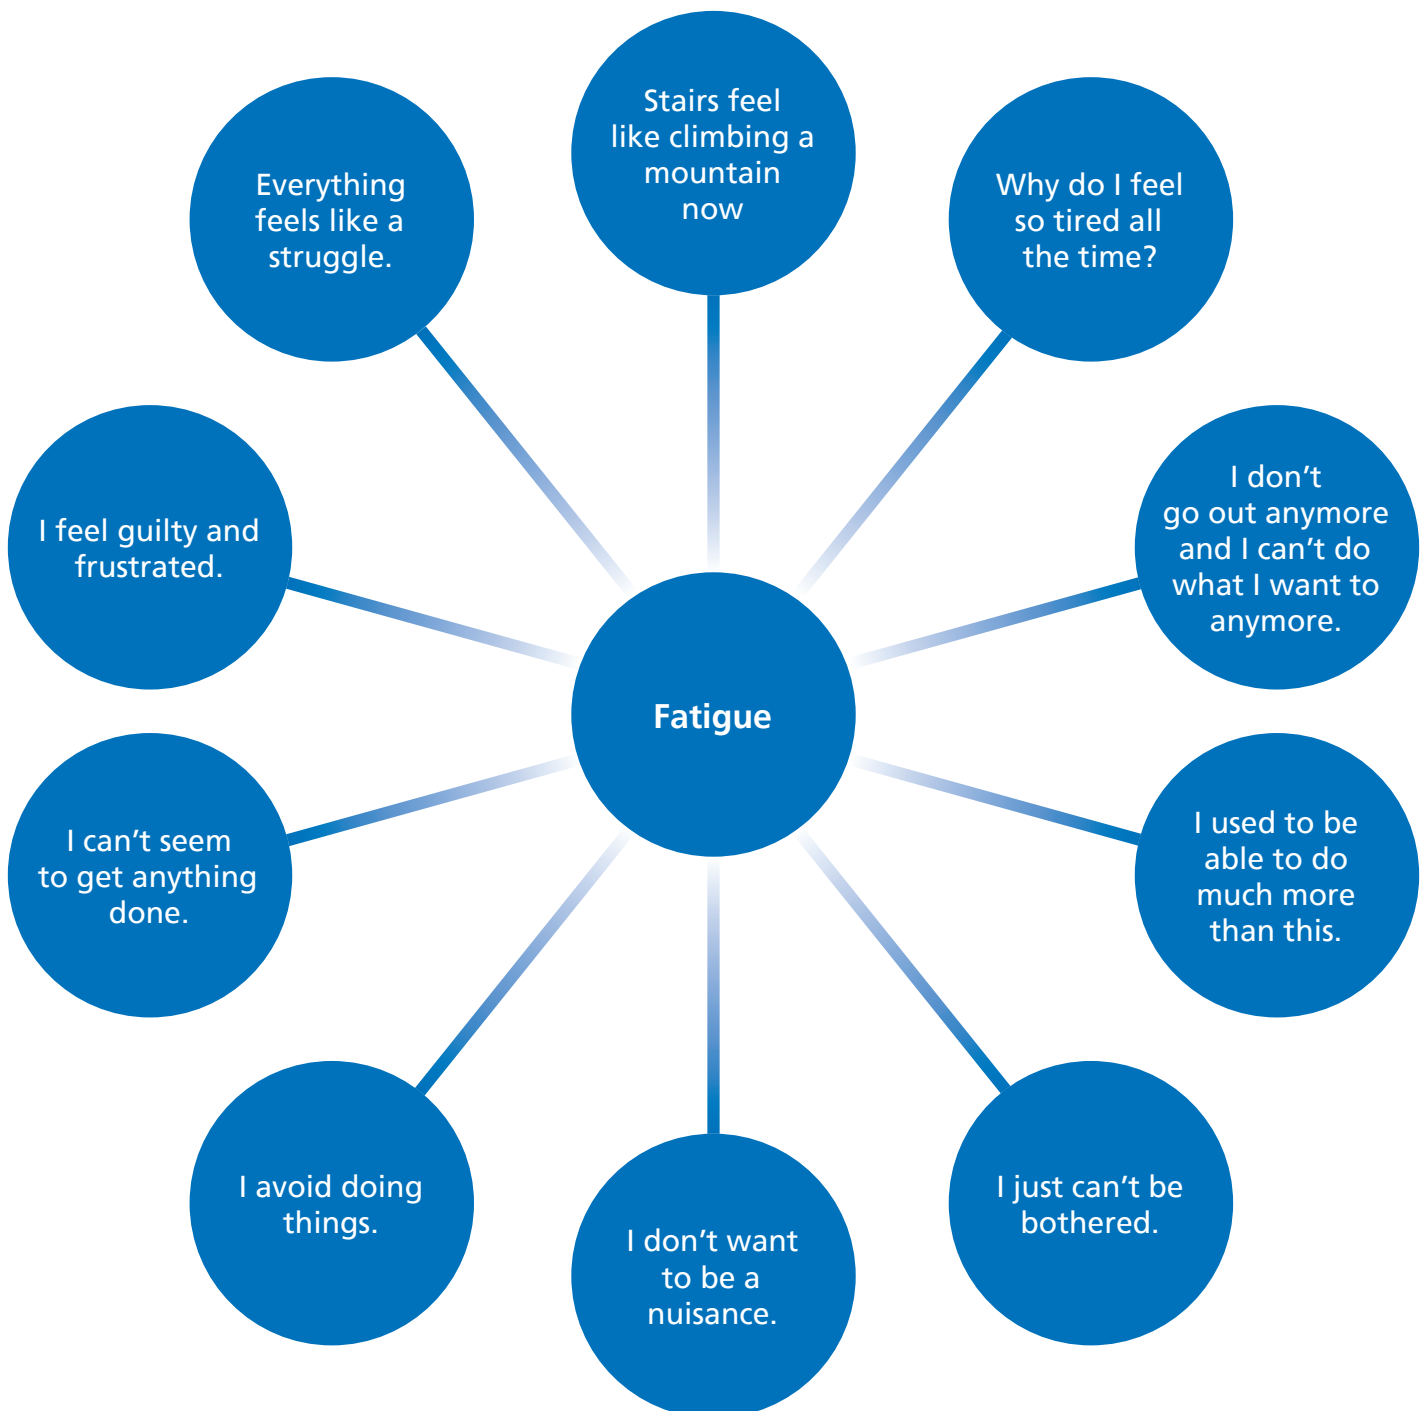 Stairs feel
like climbing a
mountain
now
Why do I feel
so tired all
the time?
I don’t
go out anymore
and I can’t do
what I want to
anymore.
I used to be
able to do
much more
than this.
I just can’t be
bothered.
I don’t want
to be a
nuisance.
I avoid doing
things.
I can’t seem
to get anything
done.
I feel guilty and
frustrated.
Everything
feels like a
struggle.
Fatigue